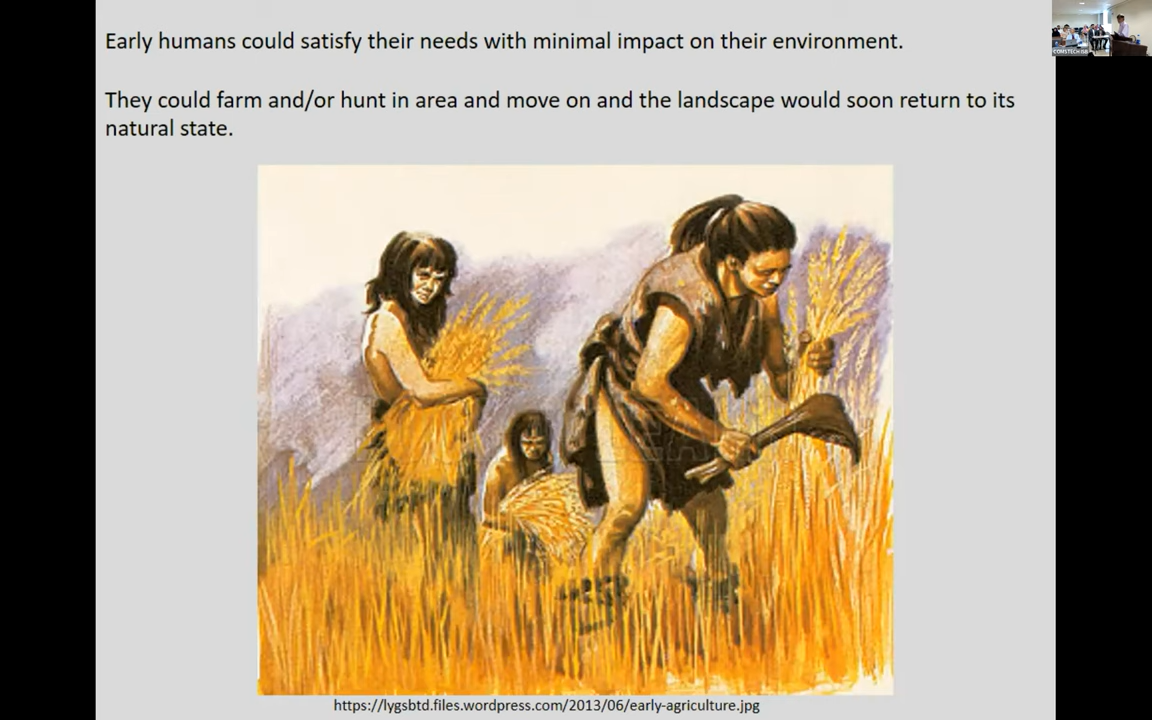 Early humans could satisfy their needs with minimal impact on their environment.
They could farm and/or hunt in area and move on and the landscape would soon return to its
natural state.
https://lygsbtd.files.wordpress.com/2013/06/early-agriculture.jpg
COMSTECH ISB